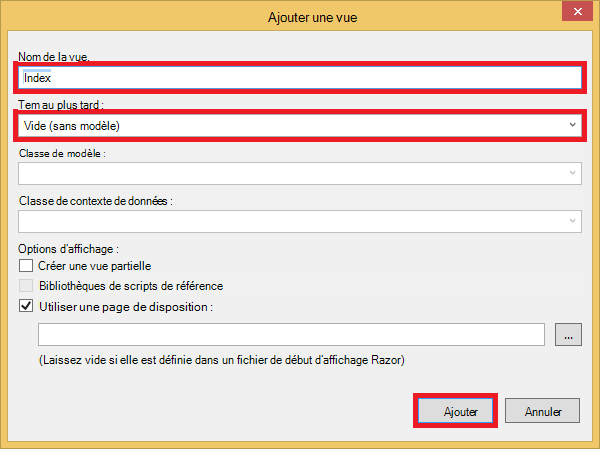 Ajouter une vue
Nom de la vue.
Index
Tem au plus tard :
Vide (sans modèle)
Classe de modèle :
Classe de contexte de données :
Options d'affichage :
Créer une vue partielle
Bibliothèques de scripts de référence
Utiliser une page de disposition :
...
(Laissez vide si elle est définie dans un fichier de début d'affichage Razor)
Ajouter
Annuler